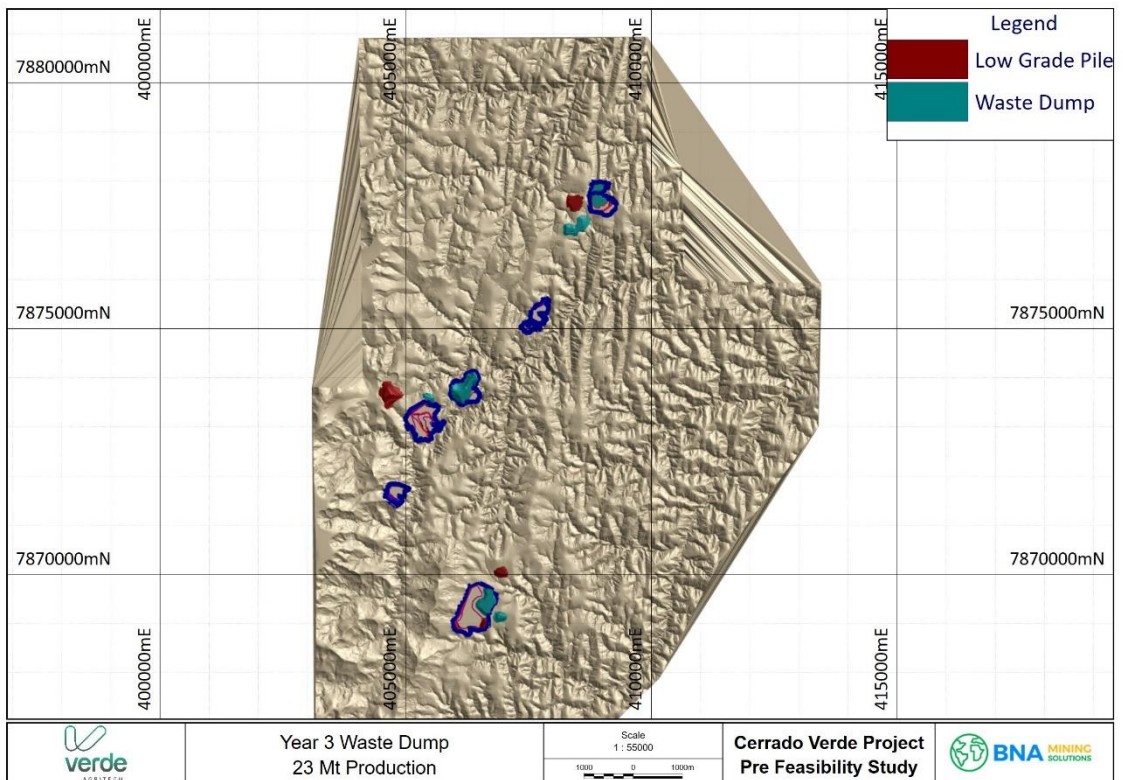 Legend
Low Grade Pile
Waste Dump
400000mE
405000mE
410000mE
415000mE
7880000mN
7875000mN
7875000mN
7870000mN
7870000mN
400000mE
405000mE
410000mE
415000mE
verde
AGRITECH
Year 3 Waste Dump
23 Mt Production
Scale
1 : 55000
1000 0 1000m
Cerrado Verde Project
Pre Feasibility Study
BNA MINING
SOLUTIONS